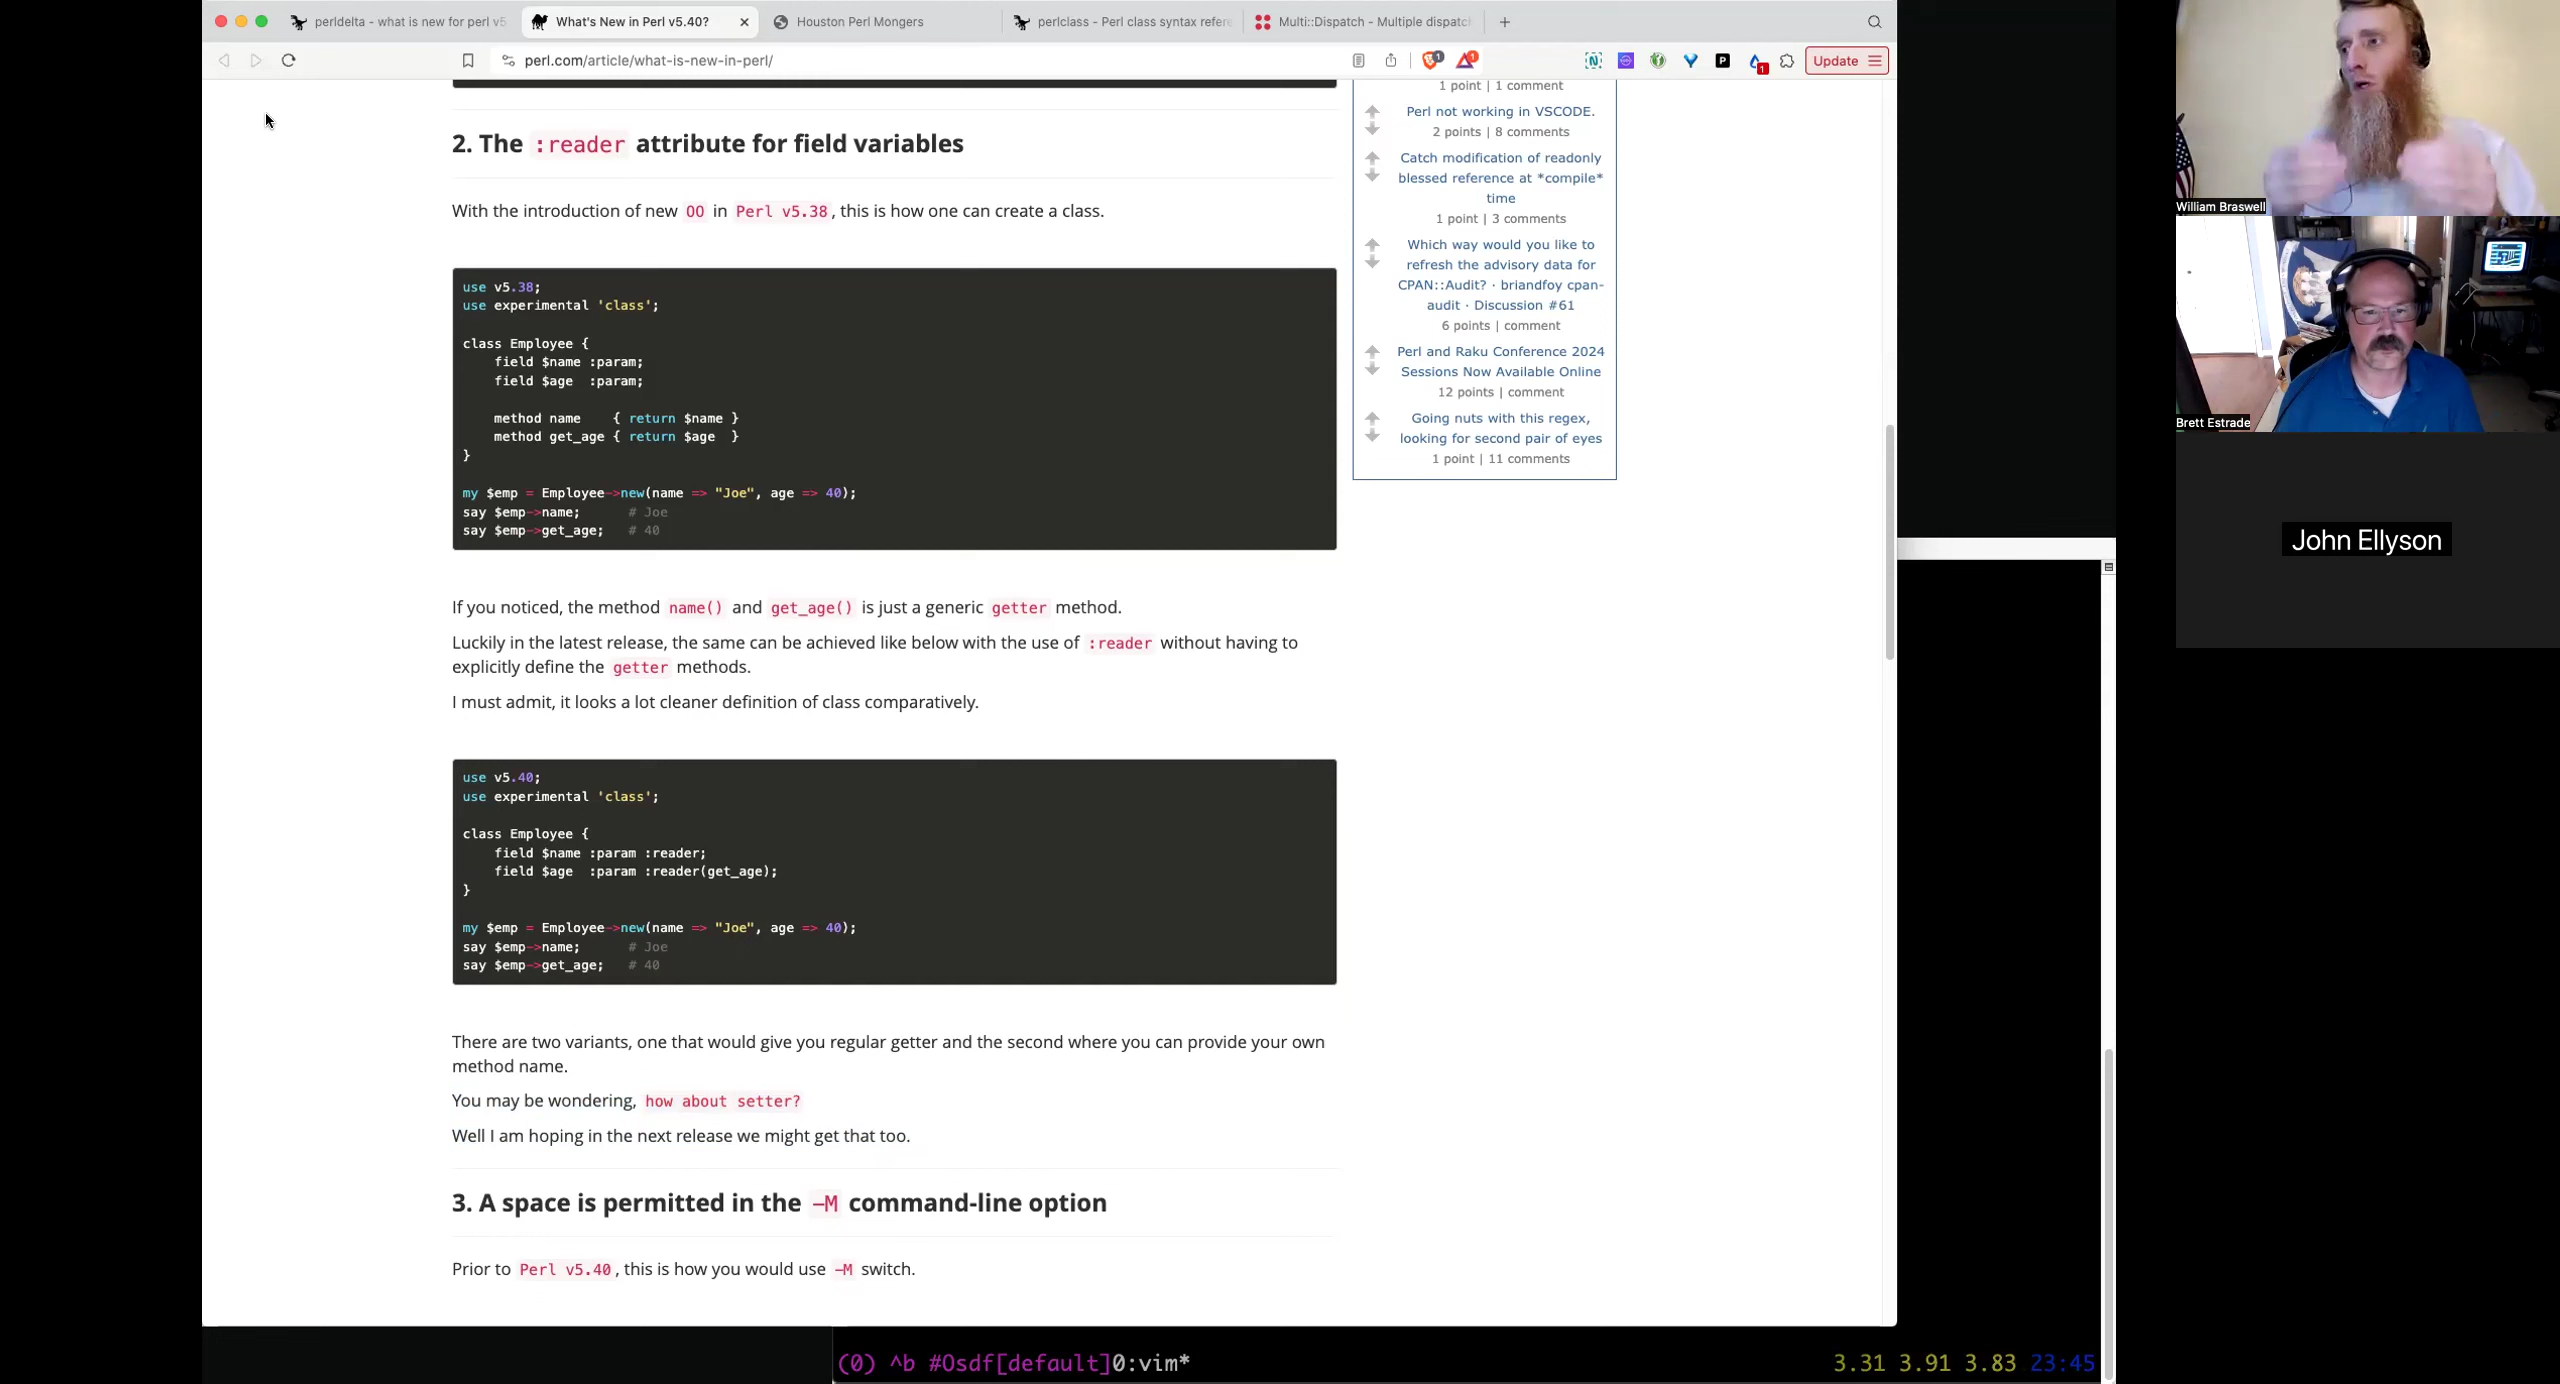 perldelta - what is new for perl v5
What's New in Perl v5.40?
Houston Perl Mongers
perlclass - Perl class syntax refere
Multi::Dispatch - Multiple dispatc
perl.com/article/what-is-new-in-perl/
1
1
1
Update
2. The :reader attribute for field variables
With the introduction of new OO in Perl v5.38, this is how one can create a class.
use v5.38;
use experimental 'class';
class Employee {
field $name :param;
field $age :param;
method name { return $name }
method get_age { return $age }
}
my $emp = Employee->new(name => "Joe", age => 40);
say $emp->name; # Joe
say $emp->get_age; # 40
If you noticed, the method name() and get_age() is just a generic getter method.
Luckily in the latest release, the same can be achieved like below with the use of :reader without having to
explicitly define the getter methods.
I must admit, it looks a lot cleaner definition of class comparatively.
use v5.40;
use experimental 'class';
class Employee {
field $name :param :reader;
field $age :param :reader(get_age);
}
my $emp = Employee->new(name => "Joe", age => 40);
say $emp->name; # Joe
say $emp->get_age; # 40
There are two variants, one that would give you regular getter and the second where you can provide your own
method name.
You may be wondering, how about setter?
Well I am hoping in the next release we might get that too.
3. A space is permitted in the -M command-line option
Prior to Perl v5.40, this is how you would use -M switch.
1 point | 1 comment
Perl not working in VSCODE.
2 points | 8 comments
Catch modification of readonly
blessed reference at *compile*
time
1 point | 3 comments
Which way would you like to
refresh the advisory data for
CPAN::Audit? · briandfoy cpan-
audit · Discussion #61
6 points | comment
Perl and Raku Conference 2024
Sessions Now Available Online
12 points | comment
Going nuts with this regex,
looking for second pair of eyes
1 point | 11 comments
William Braswell
Brett Estrade
John Ellyson
(0) ^b #Osdf[default]0:vim*
3.31 3.91 3.83 23:45